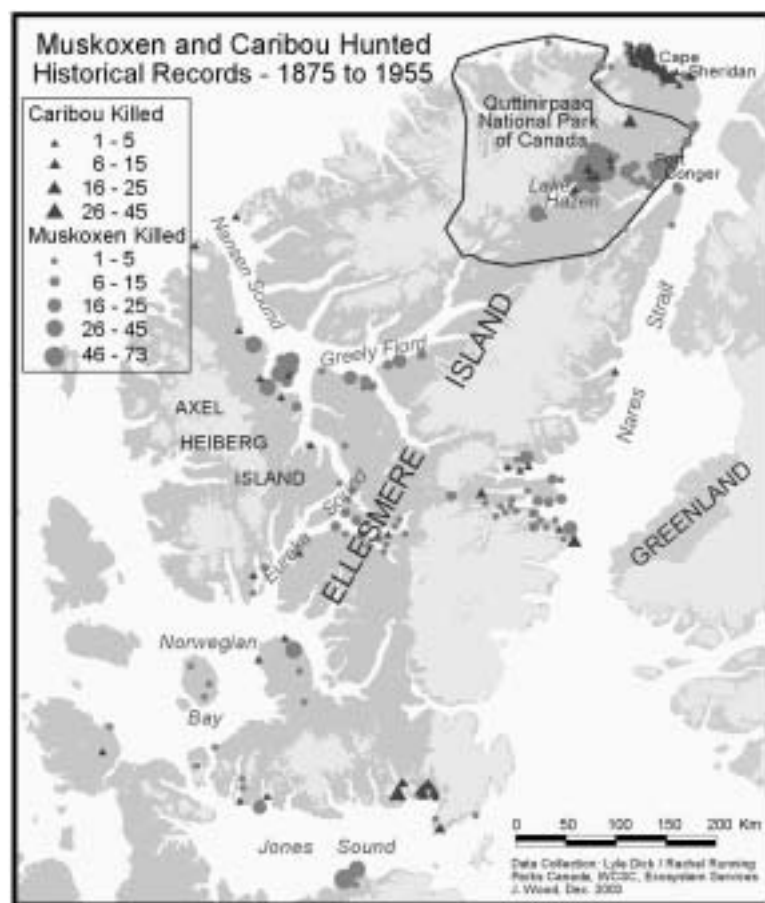 Muskoxen and Caribou Hunted
Historical Records - 1875 to 1955
Caribou Killed
1 - 5
6 - 15
16 - 25
26 - 45
Muskoxen Killed
1 - 5
6 - 15
16 - 25
26 - 45
46 - 73
Cape
Sheridan
Quttinirpaaq
National Park
of Canada
Fort
Conger
Lake
Hazen
Nansen Sound
Greely Fjord
ISLAND
Strait
Nares
AXEL
HEIBERG
ISLAND
Eureka Sound
ELLESMERE
GREENLAND
Norwegian
Bay
Jones Sound
0 50 100 150 200 Km
Data Collection: Lyle Dick / Rachel Running
Parks Canada, WCSC, Ecosystem Services
J. Wood, Dec. 2003